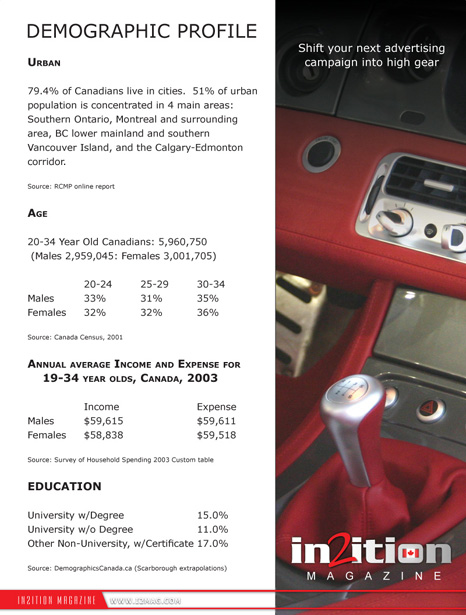 DEMOGRAPHIC PROFILE
URBAN
79.4% of Canadians live in cities. 51% of urban
population is concentrated in 4 main areas:
Southern Ontario, Montreal and surrounding
area, BC lower mainland and southern
Vancouver Island, and the Calgary-Edmonton
corridor.
Source: RCMP online report
AGE
20-34 Year Old Canadians: 5,960,750
(Males 2,959,045: Females 3,001,705)
20-24 25-29 30-34
Males 33% 31% 35%
Females 32% 32% 36%
Source: Canada Census, 2001
ANNUAL AVERAGE INCOME AND EXPENSE FOR
19-34 YEAR OLDS, CANADA, 2003
Income Expense
Males $59,615 $59,611
Females $58,838 $59,518
Source: Survey of Household Spending 2003 Custom table
EDUCATION
University w/Degree 15.0%
University w/o Degree 11.0%
Other Non-University, w/Certificate 17.0%
Source: DemographicsCanada.ca (Scarborough extrapolations)
Shift your next advertising
campaign into high gear
in2ition
MAGAZINE
IN2ITION MAGAZINE WWW.I2MAG.COM